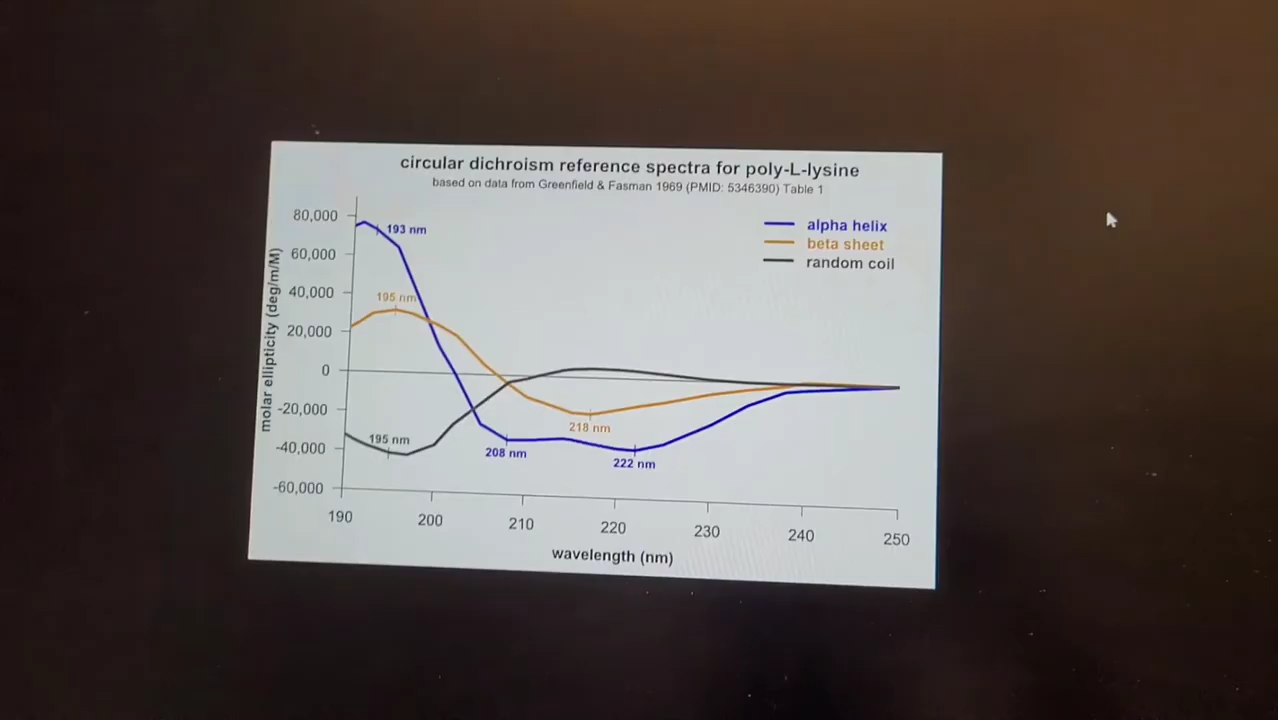 circular dichroism reference spectra for poly-L-lysine
based on data from Greenfield & Fasman 1969 (PMID: 5346390) Table 1
alpha helix
beta sheet
random coil
molar ellipticity (deg/m/M)
80,000
60,000
40,000
20,000
0
-20,000
-40,000
-60,000
193 nm
195 nm
195 nm
208 nm
218 nm
222 nm
190
200
210
220
230
240
250
wavelength (nm)